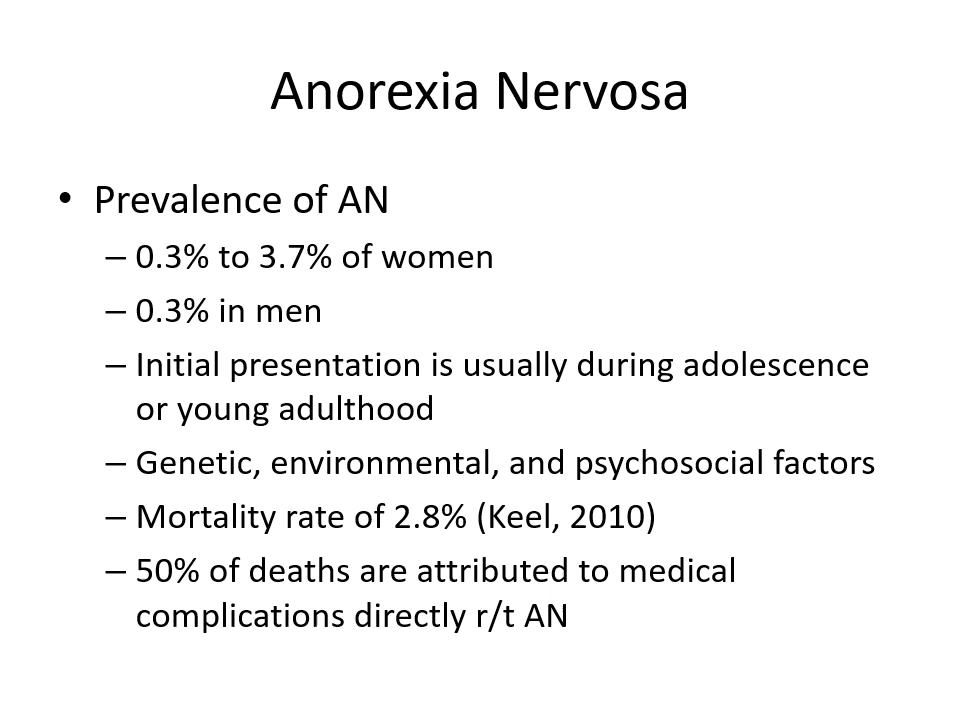 Anorexia Nervosa
• Prevalence of AN
– 0.3% to 3.7% of women
– 0.3% in men
– Initial presentation is usually during adolescence
or young adulthood
– Genetic, environmental, and psychosocial factors
– Mortality rate of 2.8% (Keel, 2010)
– 50% of deaths are attributed to medical
complications directly r/t AN